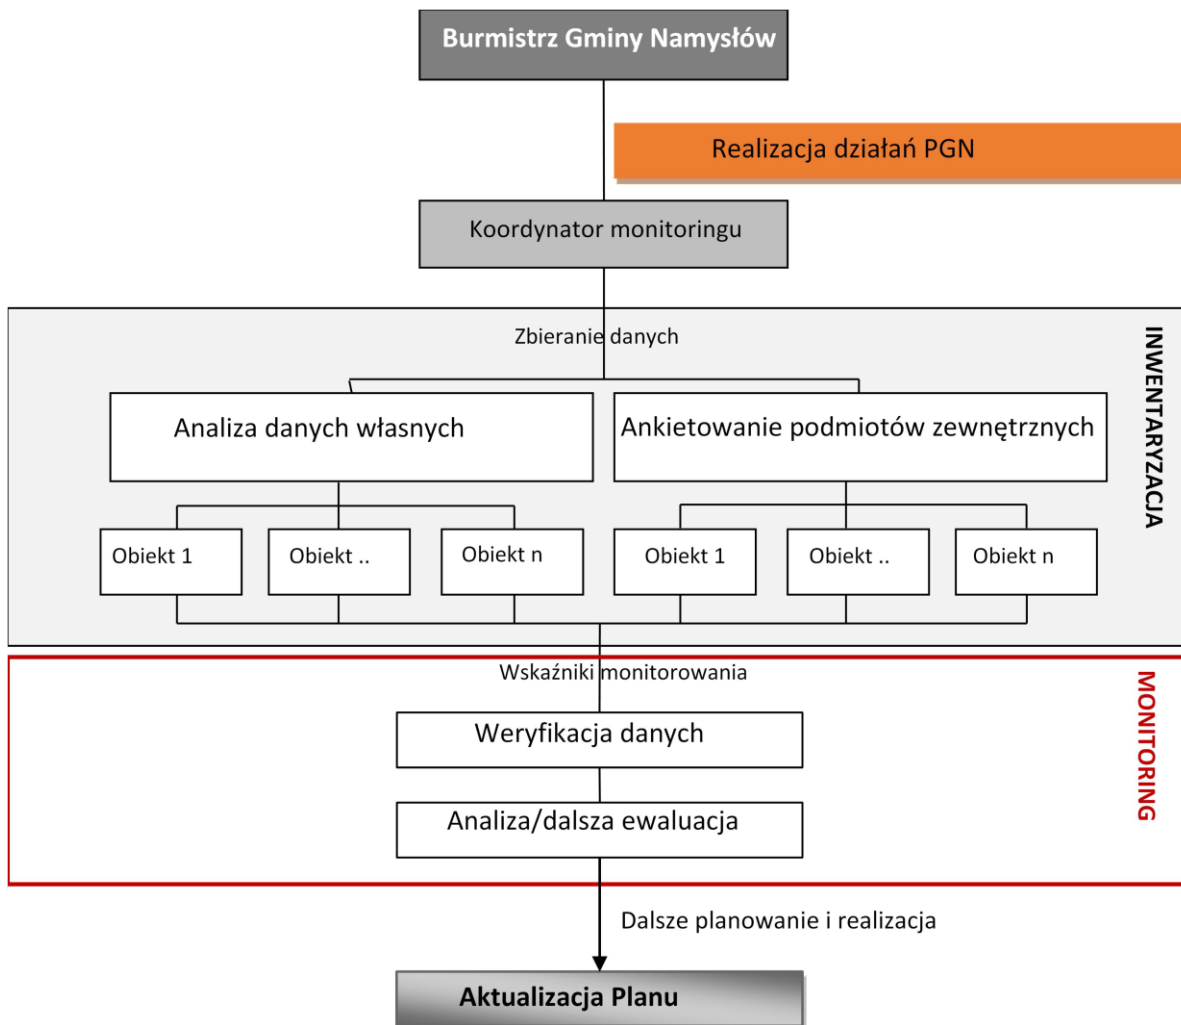 Burmistrz Gminy Namysłów
Realizacja działań PGN
Koordynator monitoringu
Zbieranie danych
INWENTARYZACJA
Analiza danych własnych
Ankietowanie podmiotów zewnętrznych
Obiekt 1
Obiekt ..
Obiekt n
Obiekt 1
Obiekt ..
Obiekt n
Wskaźniki monitorowania
MONITORING
Weryfikacja danych
Analiza/dalsza ewaluacja
Dalsze planowanie i realizacja
Aktualizacja Planu